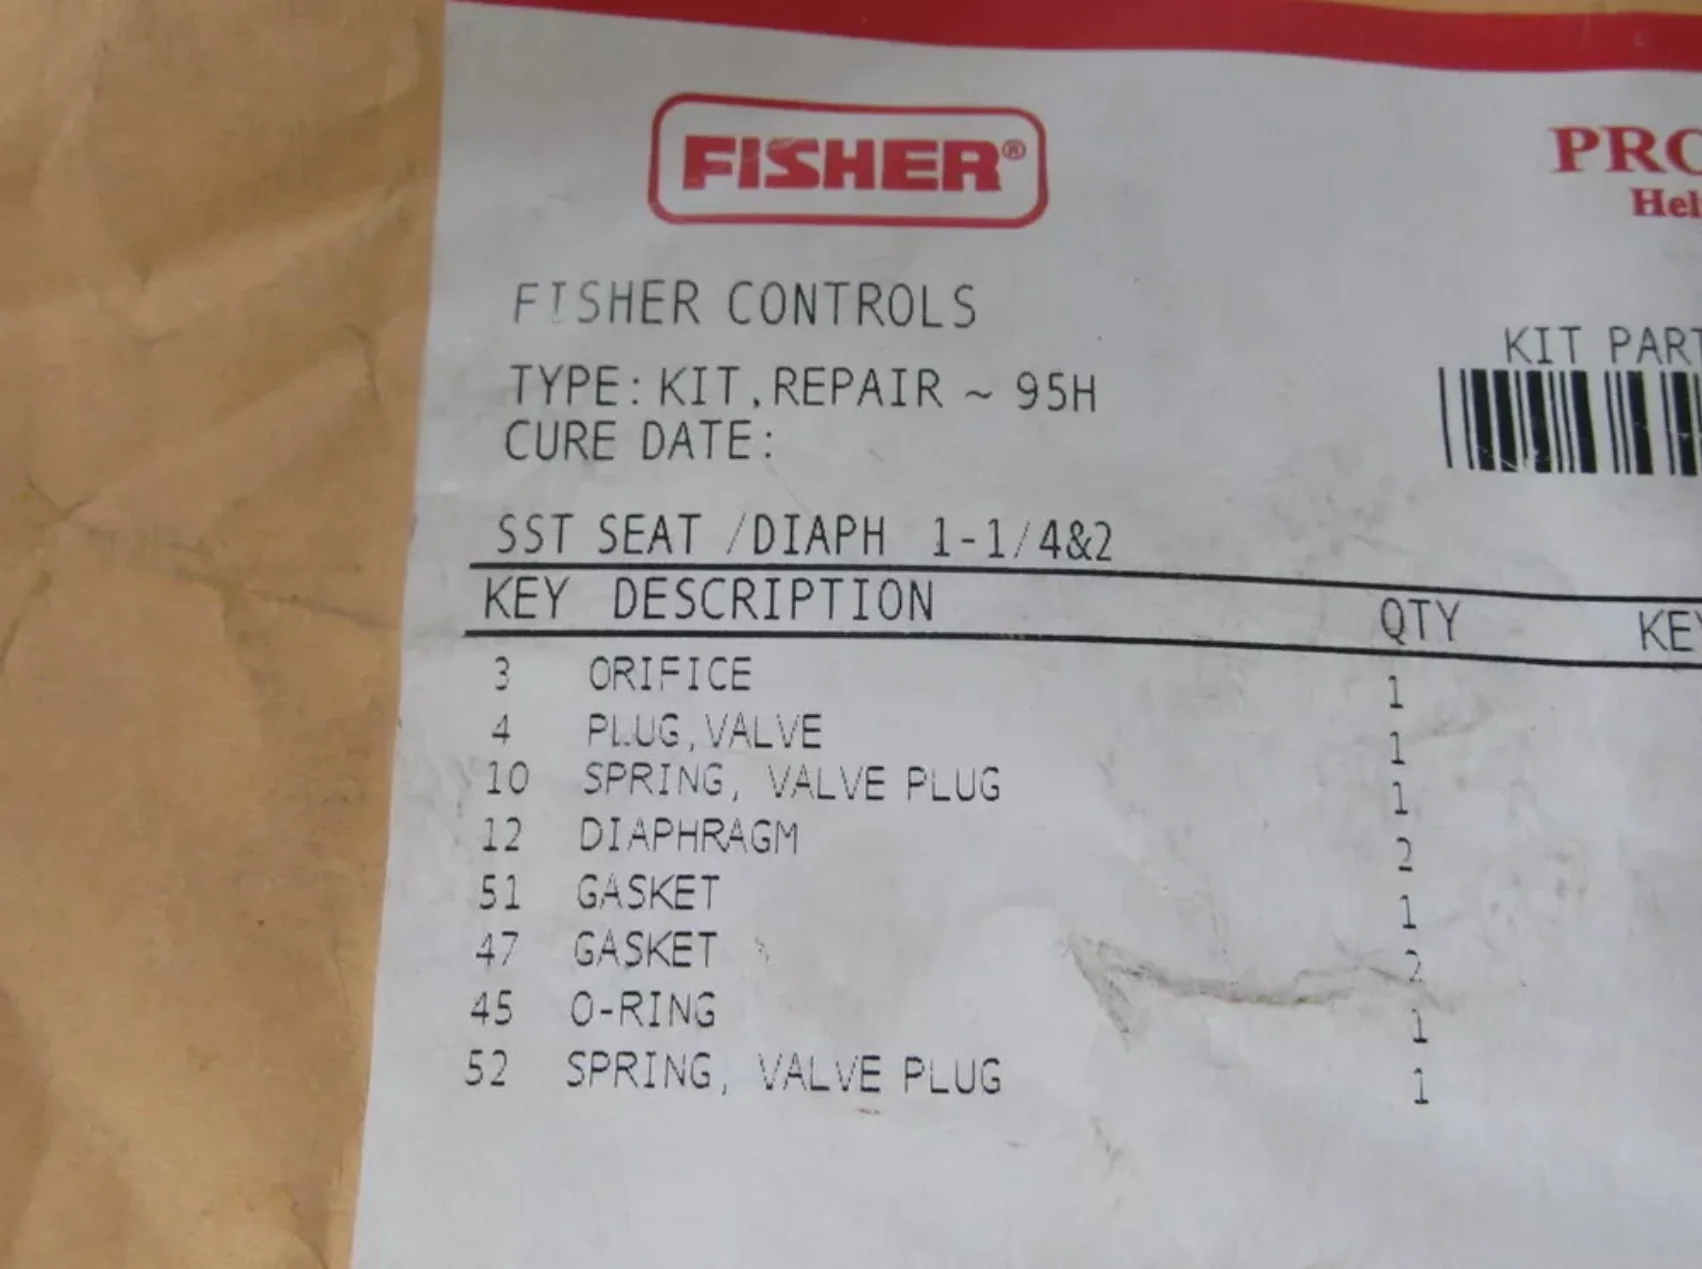 FISHER®
PRO
Hel
FISHER CONTROLS
KIT PART
TYPE: KIT,REPAIR ~ 95H
CURE DATE:
SST SEAT /DIAPH 1-1/4&2
KEY DESCRIPTION QTY KEY
3 ORIFICE 1
4 PLUG,VALVE 1
10 SPRING, VALVE PLUG 1
12 DIAPHRAGM 2
51 GASKET 1
47 GASKET 2
45 O-RING 1
52 SPRING, VALVE PLUG 1